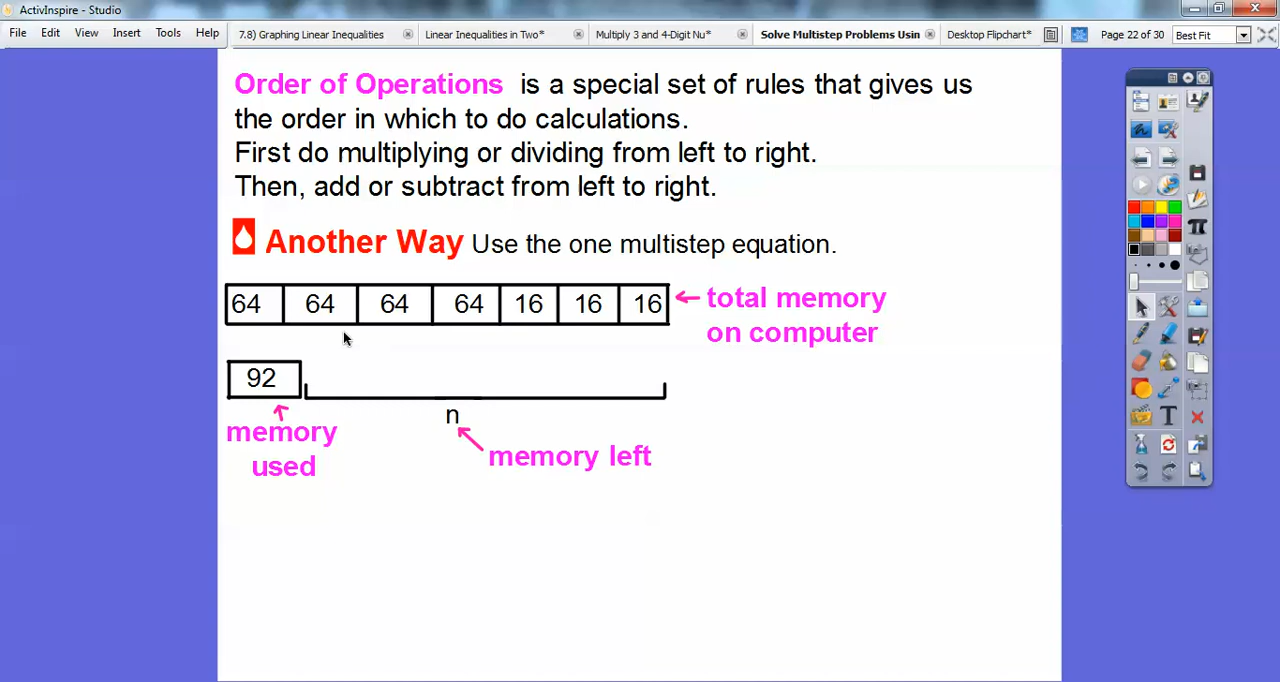 ActivInspire - Studio
File Edit View Insert Tools Help
7.8) Graphing Linear Inequalities
Linear Inequalities in Two*
Multiply 3 and 4-Digit Nu*
Solve Multistep Problems Usin
Desktop Flipchart*
Page 22 of 30
Best Fit
Order of Operations is a special set of rules that gives us
the order in which to do calculations.
First do multiplying or dividing from left to right.
Then, add or subtract from left to right.
Another Way Use the one multistep equation.
64 64 64 64 16 16 16
total memory
on computer
92
n
memory
used
memory left